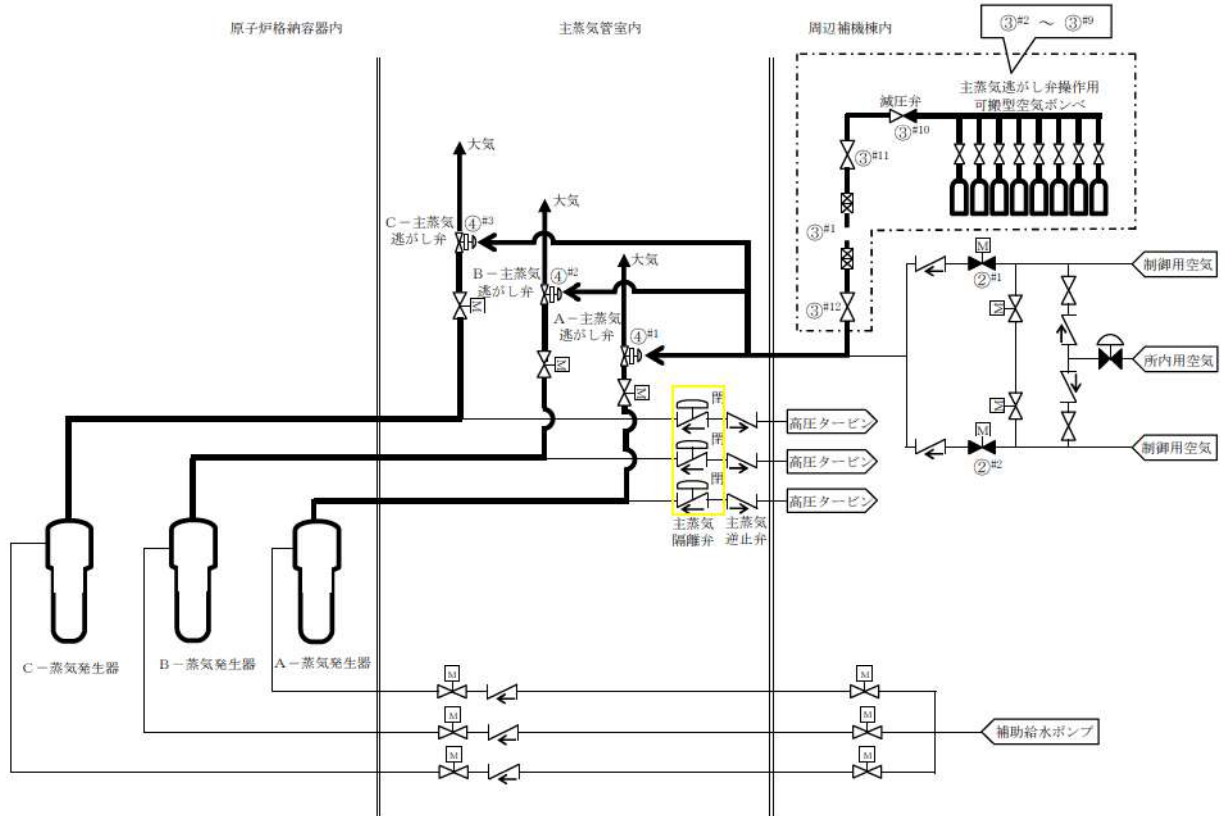 原子炉格納容器内
主蒸気管室内
周辺補機棟内
③#2 ～ ③#9
主蒸気逃がし弁操作用
可搬型空気ボンベ
減圧弁
③#10
③#11
③#1
③#12
大気
C－主蒸気
逃がし弁
④#3
大気
B－主蒸気
逃がし弁
④#2
大気
A－主蒸気
逃がし弁
④#1
M
M
M
M
②#1
制御用空気
M
所内用空気
M
M
②#2
制御用空気
閉
高圧タービン
閉
高圧タービン
閉
高圧タービン
主蒸気
隔離弁
主蒸気
逆止弁
C－蒸気発生器
B－蒸気発生器
A－蒸気発生器
M
M
M
M
M
M
補助給水ポンプ